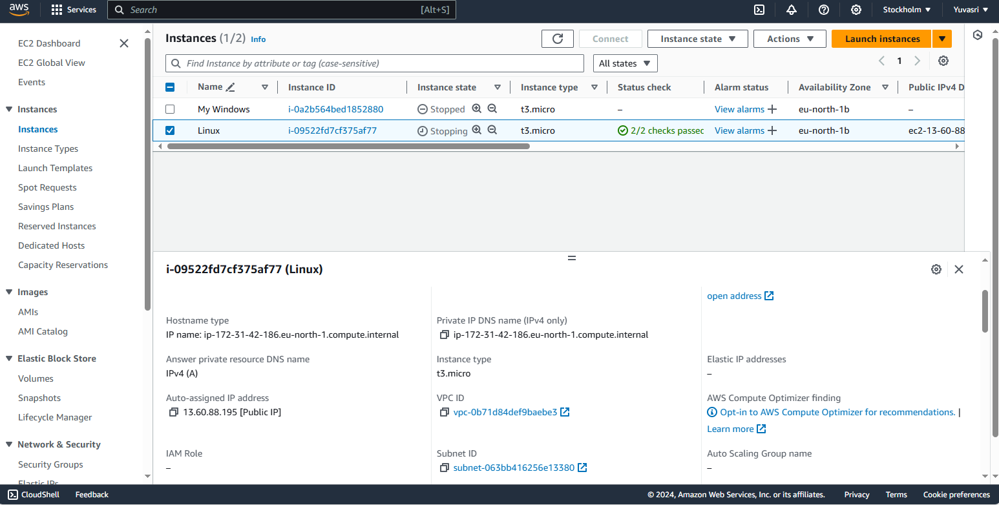 aws Services Search [Alt+S] Stockholm Yuvasri
EC2 Dashboard
EC2 Global View
Events
Instances
Instances
Instance Types
Launch Templates
Spot Requests
Savings Plans
Reserved Instances
Dedicated Hosts
Capacity Reservations
Images
AMIs
AMI Catalog
Elastic Block Store
Volumes
Snapshots
Lifecycle Manager
Network & Security
Security Groups
Elastic IPs
Instances (1/2) Info Connect Instance state Actions Launch instances
Find Instance by attribute or tag (case-sensitive) All states 1
Name Instance ID Instance state Instance type Status check Alarm status Availability Zone Public IPv4 D
My Windows i-0a2b564bed1852880 Stopped t3.micro – View alarms + eu-north-1b –
Linux i-09522fd7cf375af77 Stopping t3.micro 2/2 checks passec View alarms + eu-north-1b ec2-13-60-88
i-09522fd7cf375af77 (Linux)
open address
Hostname type Private IP DNS name (IPv4 only)
IP name: ip-172-31-42-186.eu-north-1.compute.internal ip-172-31-42-186.eu-north-1.compute.internal
Answer private resource DNS name Instance type Elastic IP addresses
IPv4 (A) t3.micro –
Auto-assigned IP address VPC ID AWS Compute Optimizer finding
13.60.88.195 [Public IP] vpc-0b71d84def9baebe3 Opt-in to AWS Compute Optimizer for recommendations. |
Learn more
IAM Role Subnet ID Auto Scaling Group name
– subnet-063bb416256e13380 –
CloudShell Feedback © 2024, Amazon Web Services, Inc. or its affiliates. Privacy Terms Cookie preferences